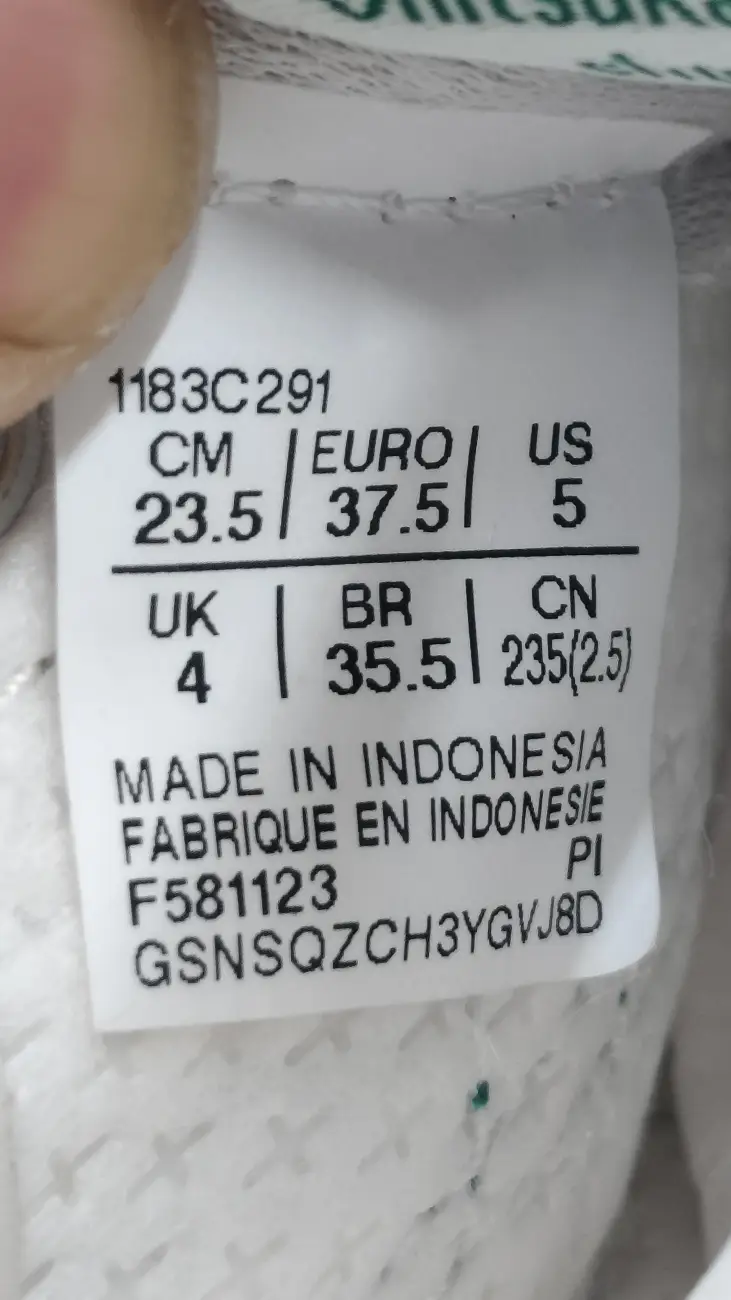 1183C291
CM / EURO / US
23.5 / 37.5 / 5
UK | BR | CN
4 | 35.5 | 235(2.5)
MADE IN INDONESIA
FABRIQUE EN INDONESIE
F581123 PI
GSNSQZCH3YGVJ8D